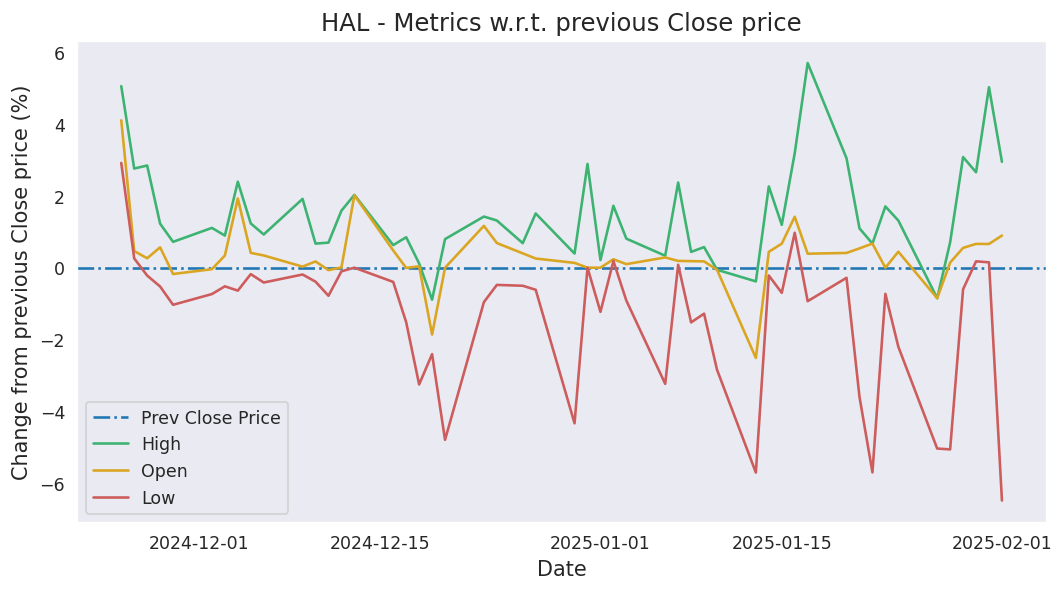 HAL - Metrics w.r.t. previous Close price
Change from previous Close price (%)
6
4
2
0
−2
−4
−6
Prev Close Price
High
Open
Low
2024-12-01 2024-12-15 2025-01-01 2025-01-15 2025-02-01
Date